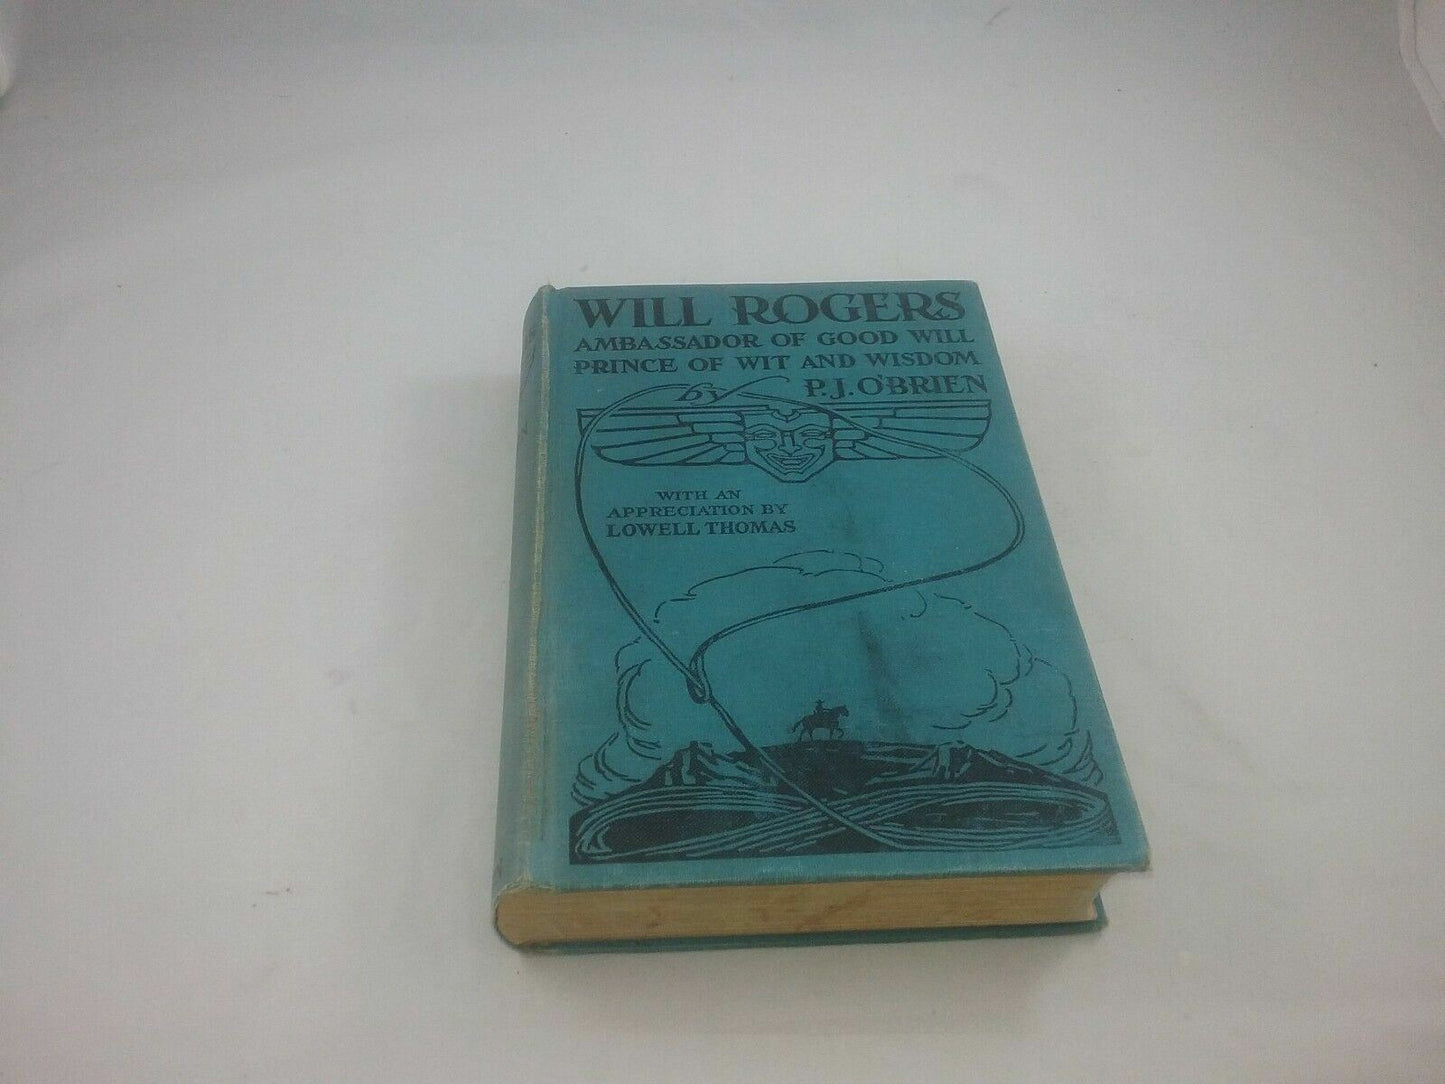 WILL ROGERS
AMBASSADOR OF GOOD WILL
PRINCE OF WIT AND WISDOM
by P.J. O'BRIEN
WITH AN
APPRECIATION BY
LOWELL THOMAS